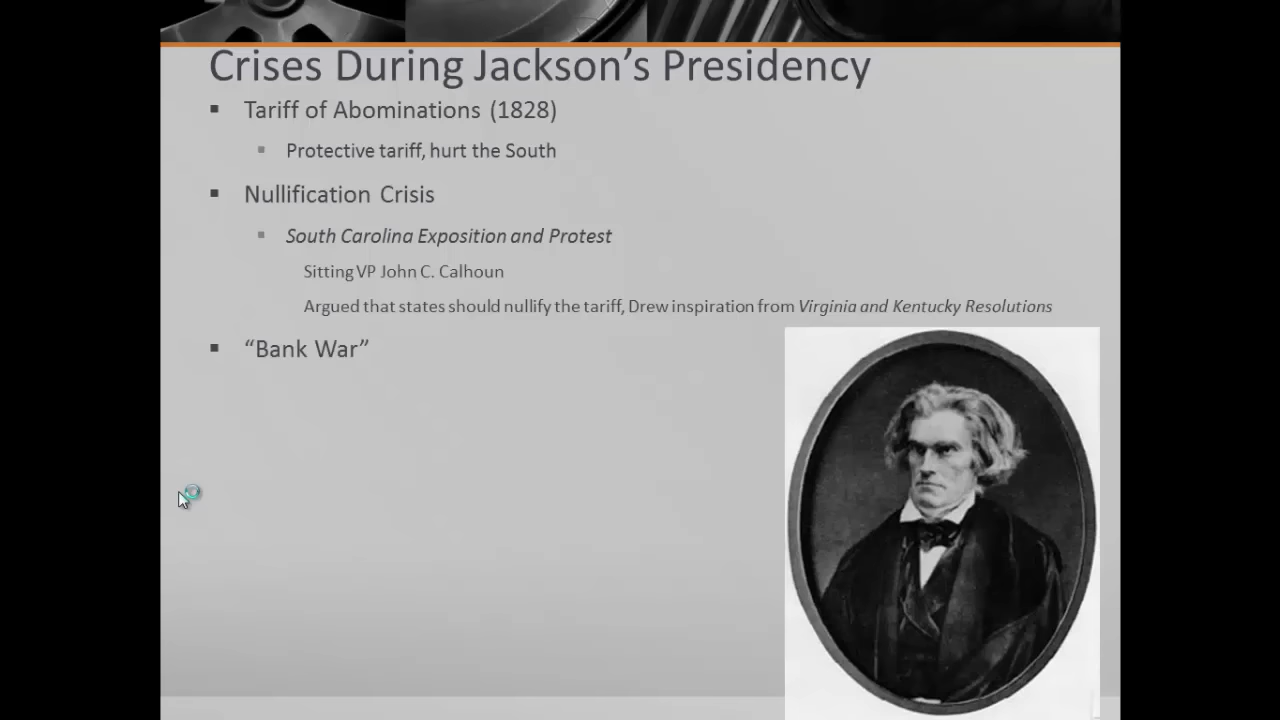 Crises During Jackson’s Presidency
Tariff of Abominations (1828)
Protective tariff, hurt the South
Nullification Crisis
South Carolina Exposition and Protest
Sitting VP John C. Calhoun
Argued that states should nullify the tariff, Drew inspiration from Virginia and Kentucky Resolutions
“Bank War”